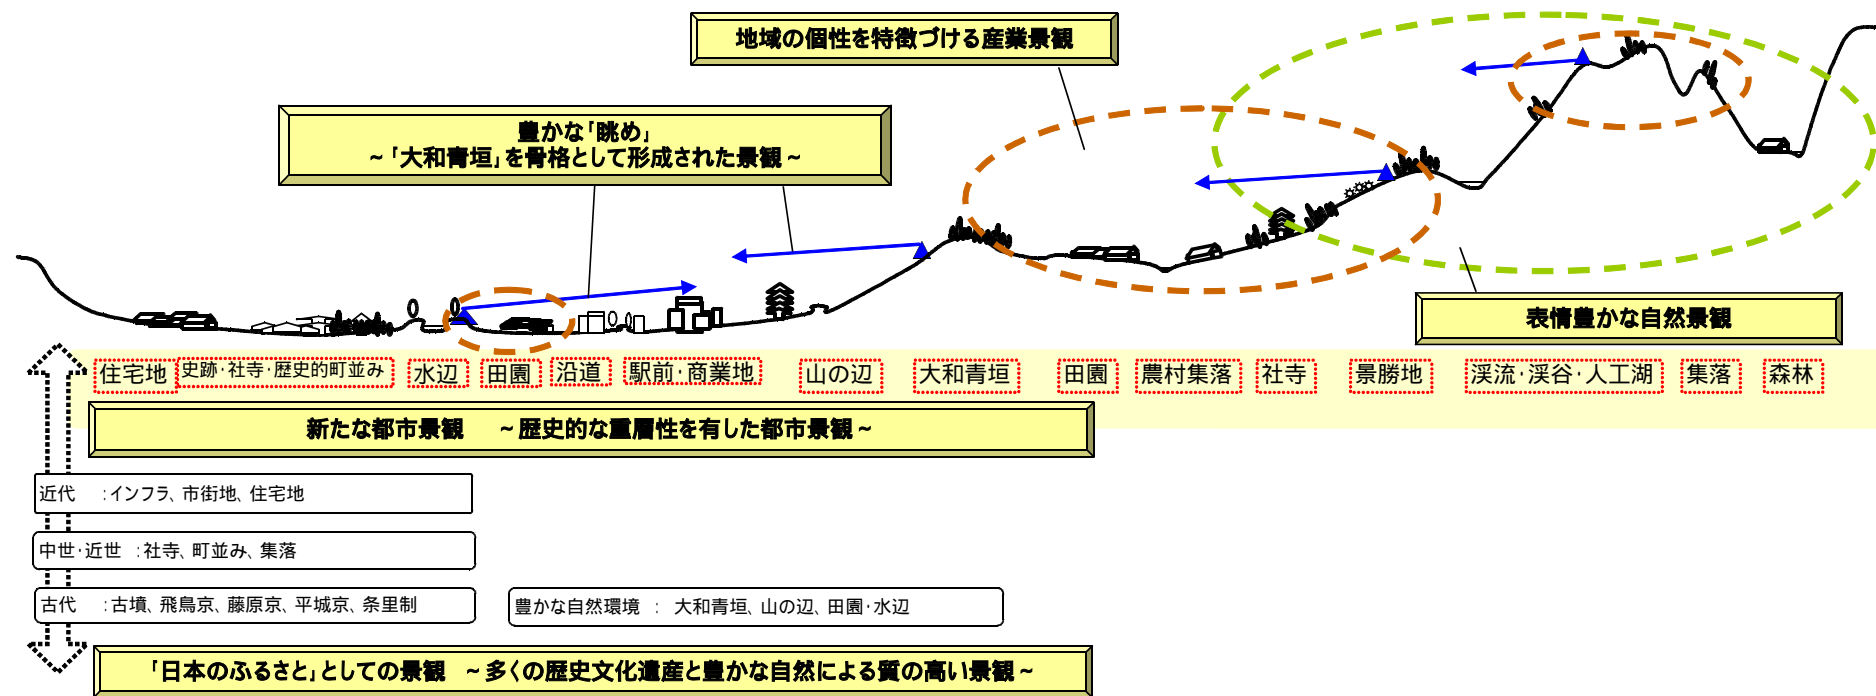 地域の個性を特徴づける産業景観
豊かな「眺め」
~「大和青垣」を骨格として形成された景観~
表情豊かな自然景観
住宅地 史跡・社寺・歴史的町並み 水辺 田園 沿道 駅前・商業地 山の辺 大和青垣 田園 農村集落 社寺 景勝地 渓流・渓谷・人工湖 集落 森林
新たな都市景観 ~歴史的な重層性を有した都市景観~
近代 :インフラ、市街地、住宅地
中世・近世 :社寺、町並み、集落
古代 :古墳、飛鳥京、藤原京、平城京、条里制
豊かな自然環境 : 大和青垣、山の辺、田園・水辺
「日本のふるさと」としての景観 ~多くの歴史文化遺産と豊かな自然による質の高い景観~